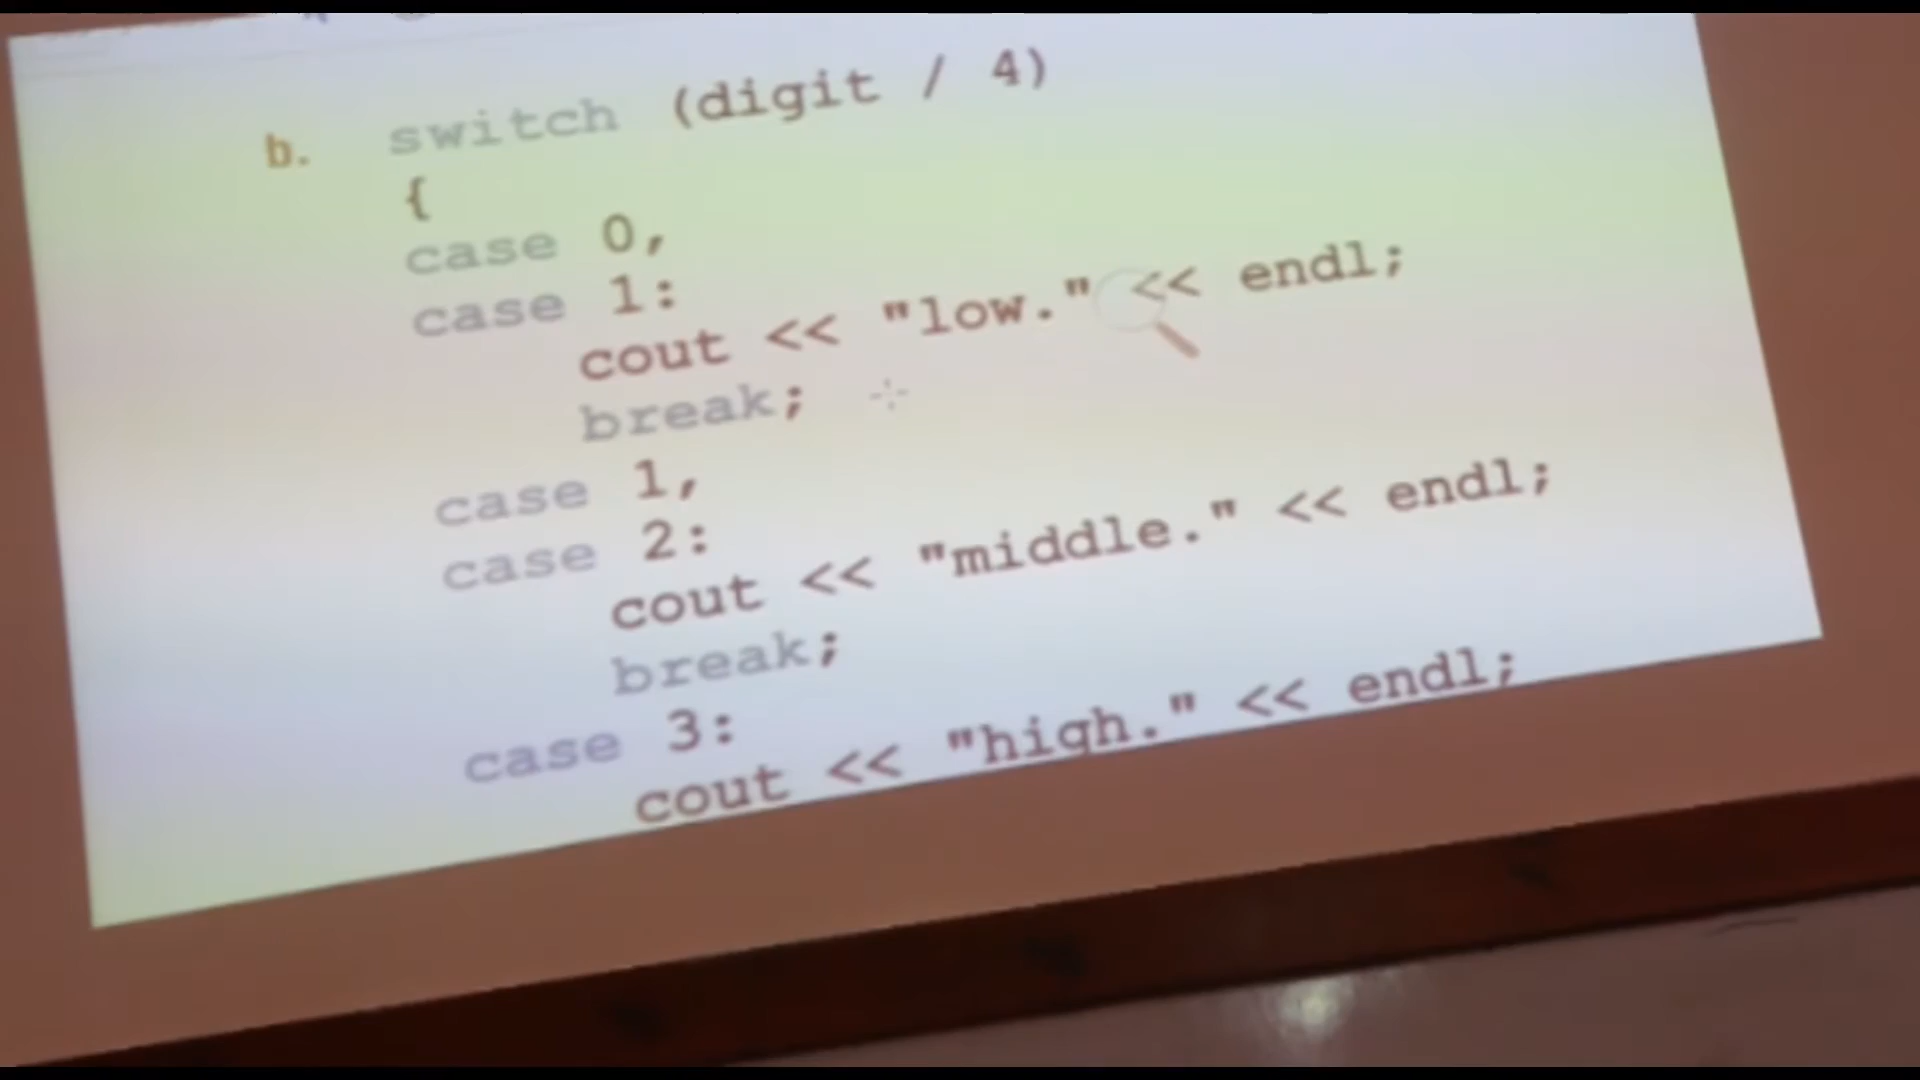 b. switch (digit / 4)
{
case 0,
case 1:
cout << "low." << endl;
break;
case 1,
case 2:
cout << "middle." << endl;
break;
case 3:
cout << "high." << endl;